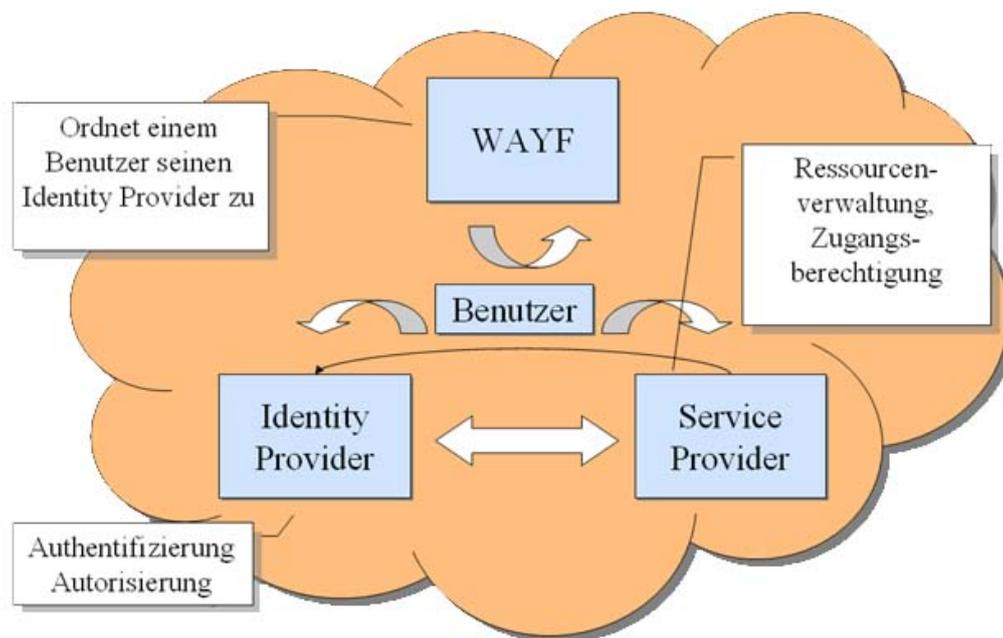 Ordnet einem
Benutzer seinen
Identity Provider zu
WAYF
Ressourcen-
verwaltung,
Zugangs-
berechtigung
Benutzer
Identity
Provider
Service
Provider
Authentifizierung
Autorisierung